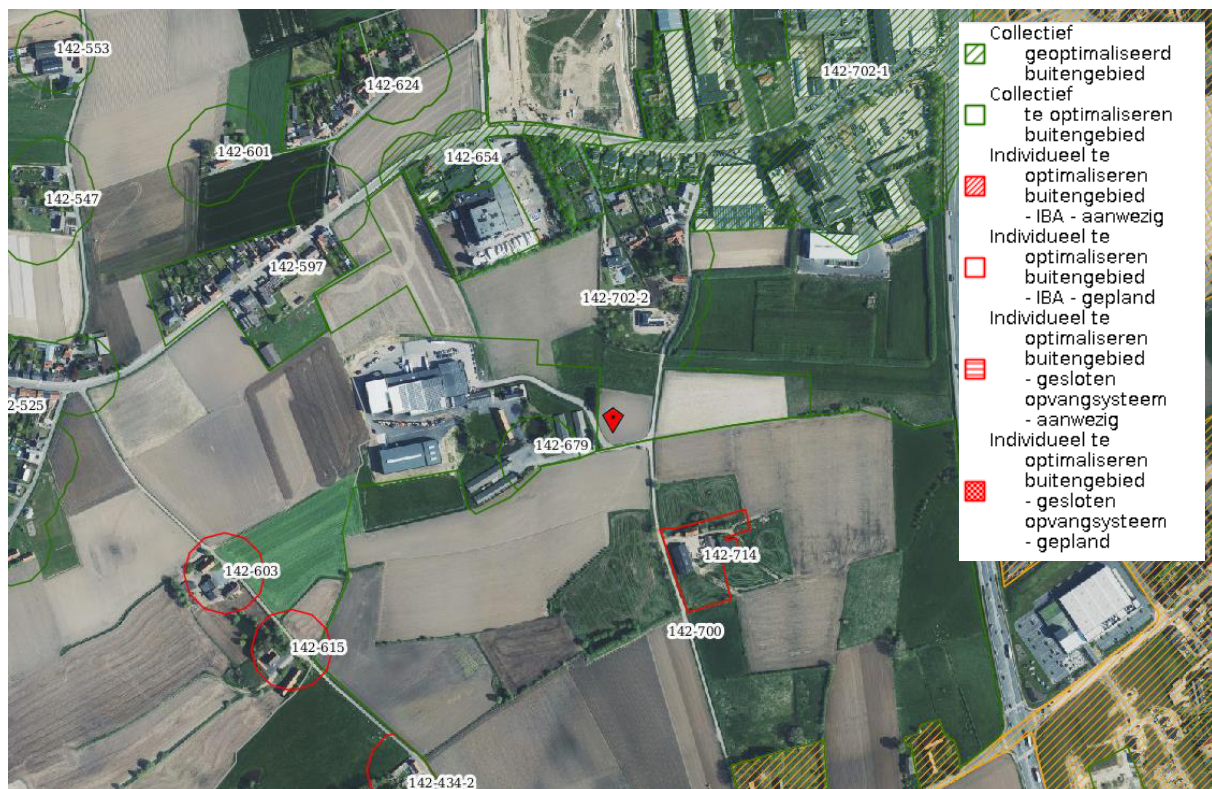 142-553
142-624
142-702-1
142-601
142-654
142-547
142-597
142-702-2
2-525
142-679
142-603
142-714
142-700
142-615
142-434-2
Collectief
geoptimaliseerd
buitengebied
Collectief
te optimaliseren
buitengebied
Individueel te
optimaliseren
buitengebied
- IBA - aanwezig
Individueel te
optimaliseren
buitengebied
- IBA - gepland
Individueel te
optimaliseren
buitengebied
- gesloten
opvangsysteem
- aanwezig
Individueel te
optimaliseren
buitengebied
- gesloten
opvangsysteem
- gepland